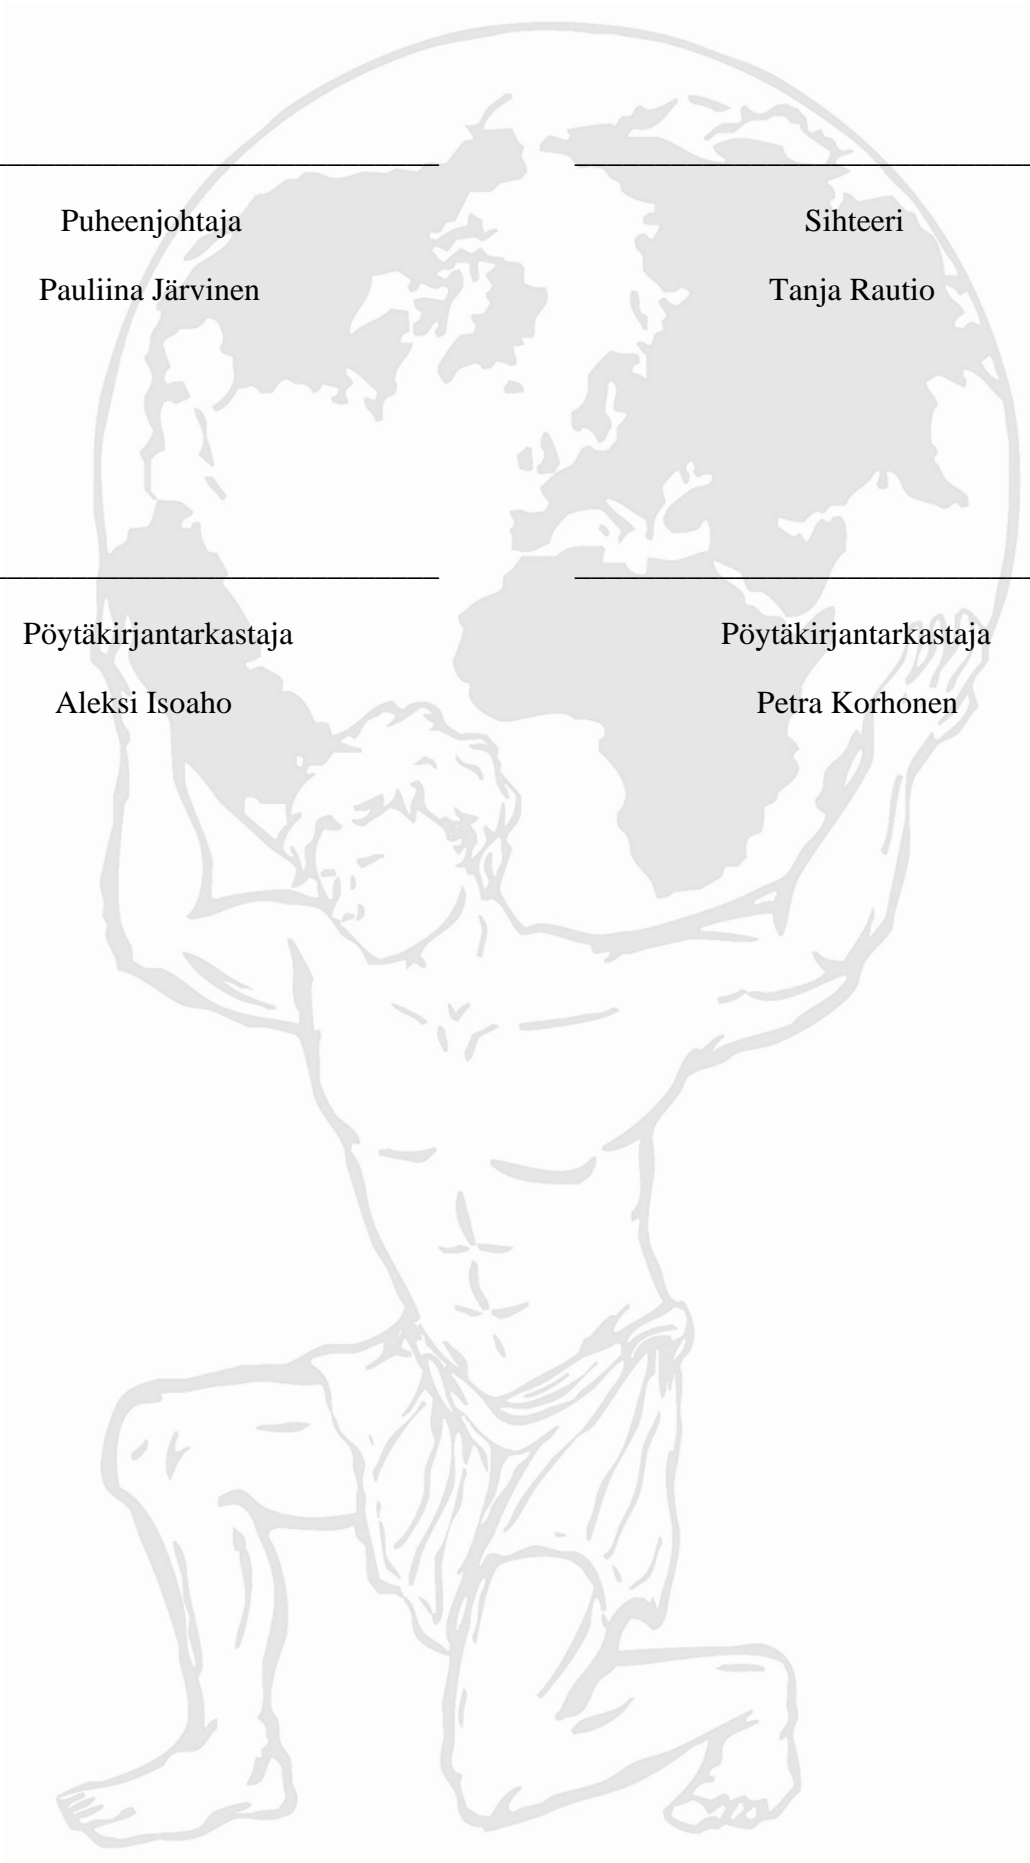 Puheenjohtaja Sihteeri
Pauliina Järvinen Tanja Rautio
Pöytäkirjantarkastaja Pöytäkirjantarkastaja
Aleksi Isoaho Petra Korhonen